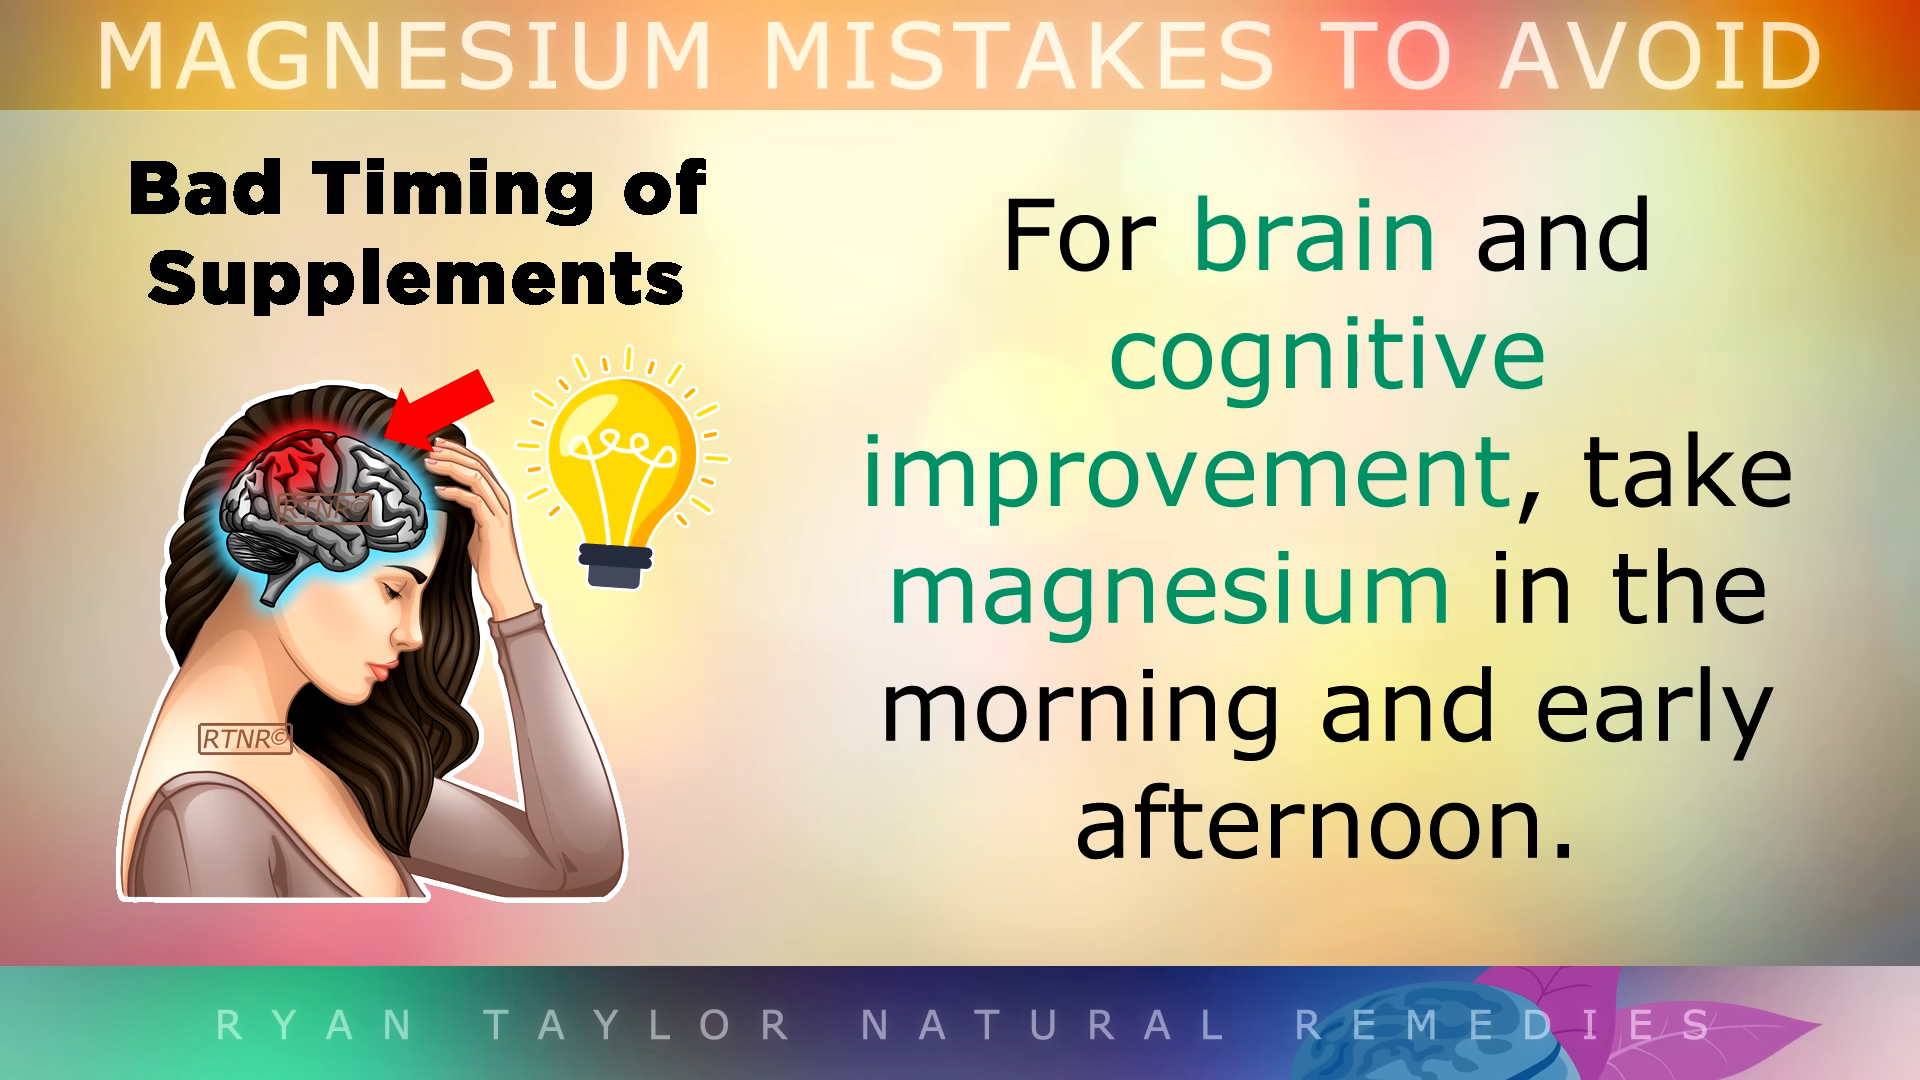 MAGNESIUM MISTAKES TO AVOID
Bad Timing of
Supplements
For brain and
cognitive
improvement, take
magnesium in the
morning and early
afternoon.
RTNR©
RTNR©
RYAN TAYLOR NATURAL REMEDIES